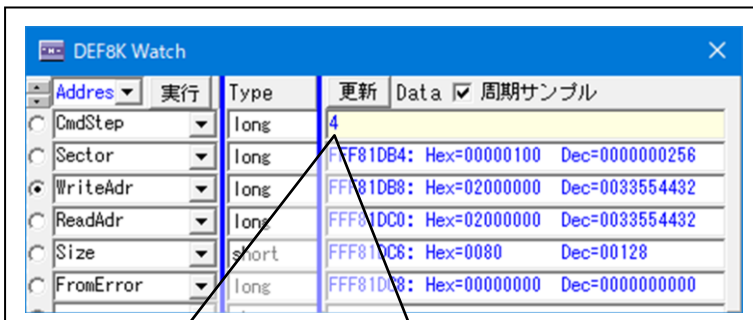 DEF8K Watch
Addres 実行 Type 更新 Data 周期サンプル
CmdStep long 4
Sector long FFF81DB4: Hex=00000100 Dec=0000000256
WriteAdr long FFF81DB8: Hex=02000000 Dec=0033554432
ReadAdr long FFF81DC0: Hex=02000000 Dec=0033554432
Size short FFF81DC6: Hex=0080 Dec=00128
FromError long FFF81DC8: Hex=00000000 Dec=0000000000